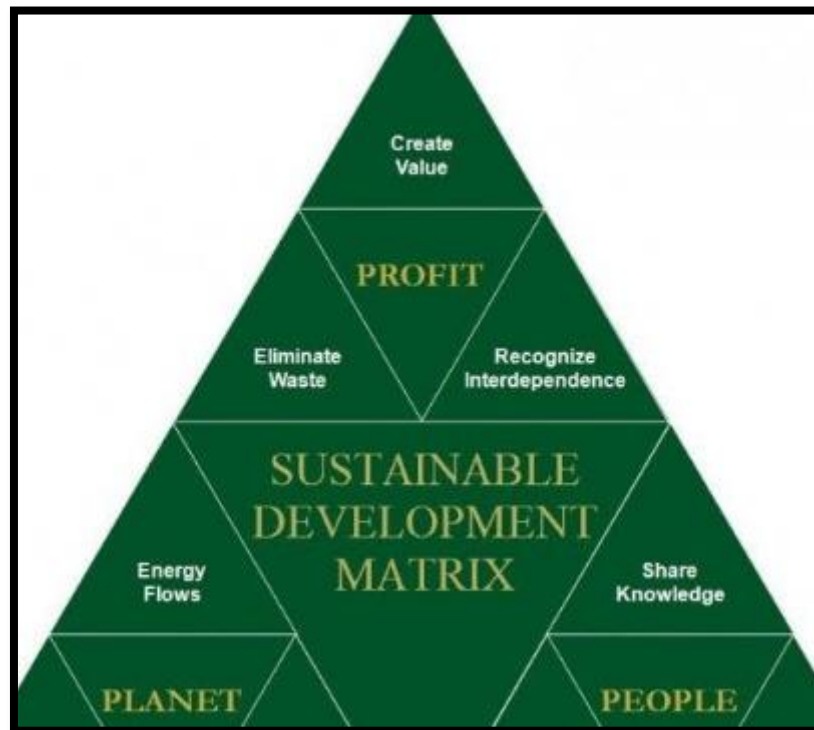 Create
Value
PROFIT
Eliminate
Waste
Recognize
Interdependence
SUSTAINABLE
DEVELOPMENT
MATRIX
Energy
Flows
Share
Knowledge
PLANET
PEOPLE